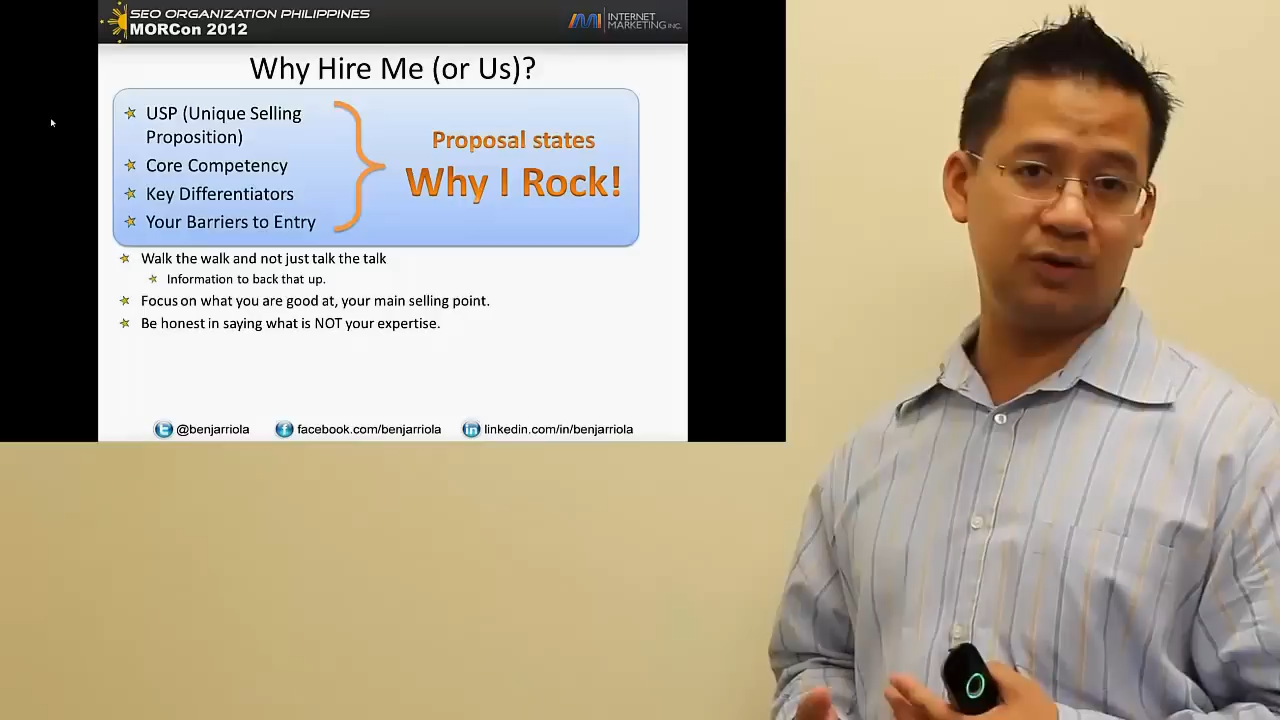 SEO ORGANIZATION PHILIPPINES
MORCon 2012
INTERNET
MARKETING INC.
Why Hire Me (or Us)?
USP (Unique Selling
Proposition)
Core Competency
Key Differentiators
Your Barriers to Entry
Proposal states
Why I Rock!
Walk the walk and not just talk the talk
Information to back that up.
Focus on what you are good at, your main selling point.
Be honest in saying what is NOT your expertise.
@benjarriola
facebook.com/benjarriola
linkedin.com/in/benjarriola